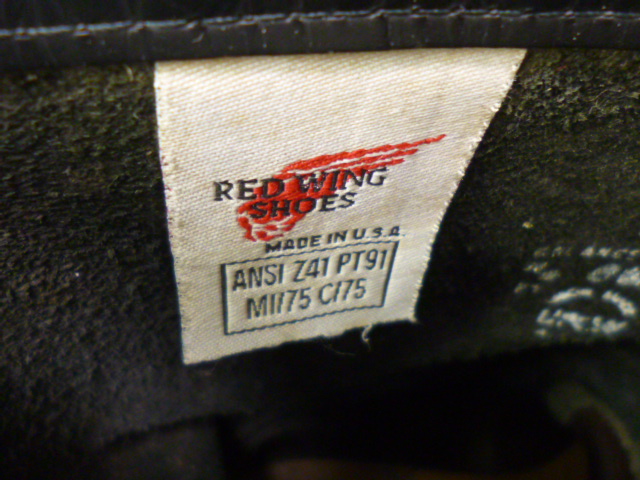 RED WING
SHOES
MADE IN U.S.A.
ANSI Z41 PT91
MI/75 C/75